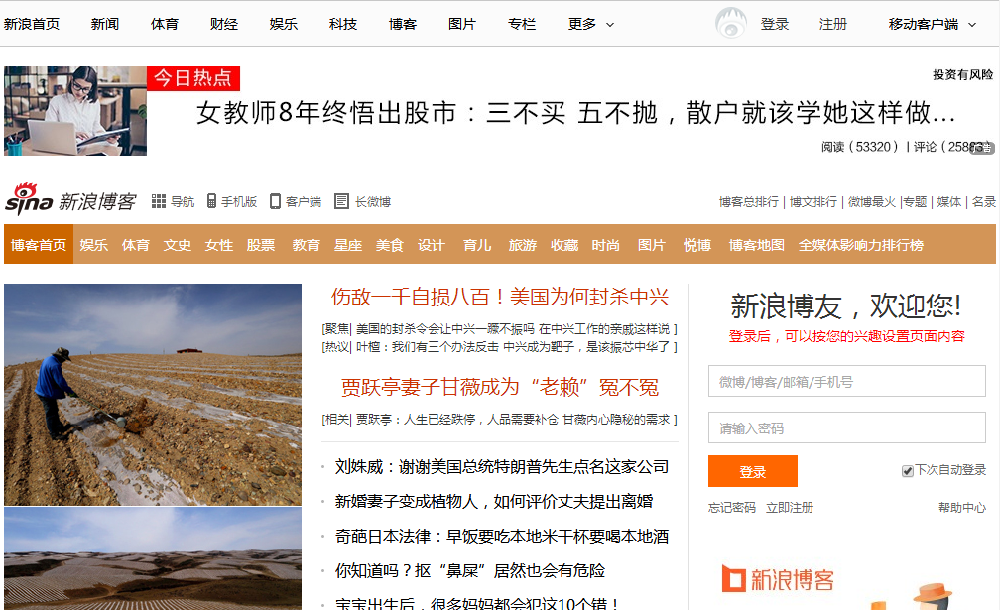 新浪首页 新闻 体育 财经 娱乐 科技 博客 图片 专栏 更多 登录 注册 移动客户端
今日热点
投资有风险
女教师8年终悟出股市：三不买 五不抛，散户就该学她这样做...
阅读（53320）丨评论（2588
广告
sina 新浪博客 导航 手机版 客户端 长微博 博客总排行 | 博文排行 | 微博最火 |专题 | 媒体 | 名录
博客首页 娱乐 体育 文史 女性 股票 教育 星座 美食 设计 育儿 旅游 收藏 时尚 图片 悦博 博客地图 全媒体影响力排行榜
伤敌一千自损八百！美国为何封杀中兴
[聚焦| 美国的封杀令会让中兴一蹶不振吗 在中兴工作的亲戚这样说 ]
[热议| 叶檀：我们有三个办法反击 中兴成为靶子，是该振芯中华了 ]
贾跃亭妻子甘薇成为“老赖”冤不冤
[相关| 贾跃亭：人生已经跌停，人品需要补仓 甘薇内心隐秘的需求 ]
刘姝威：谢谢美国总统特朗普先生点名这家公司
新婚妻子变成植物人，如何评价丈夫提出离婚
奇葩日本法律：早饭要吃本地米干杯要喝本地酒
你知道吗？抠“鼻屎”居然也会有危险
宝宝出生后，很多妈妈都会犯这10个错！
新浪博友，欢迎您!
登录后，可以按您的兴趣设置页面内容
微博/博客/邮箱/手机号
请输入密码
登录 下次自动登录
忘记密码 立即注册 帮助中心
新浪博客